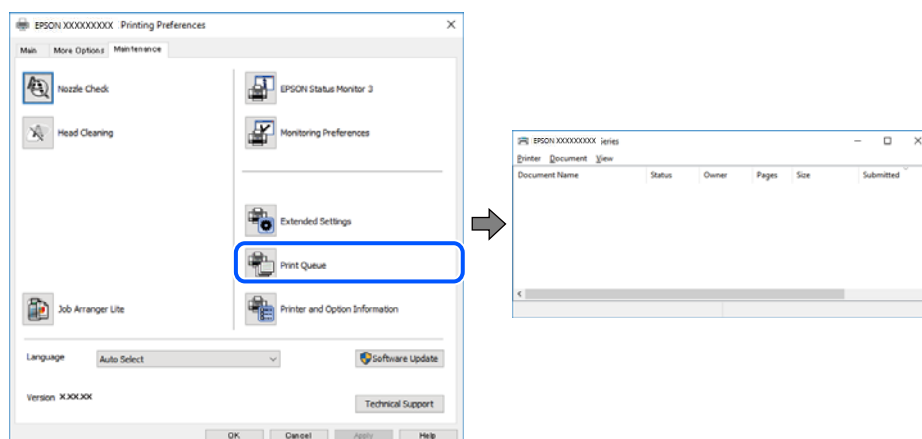 EPSON XXXXXXXXX Printing Preferences
Main More Options Maintenance
Nozzle Check
EPSON Status Monitor 3
Head Cleaning
Monitoring Preferences
Extended Settings
Print Queue
Job Arranger Lite
Printer and Option Information
Language Auto Select
Software Update
Version X.XX.XX
Technical Support
OK Cancel Apply Help
EPSON XXXXXXXXX ieries
Printer Document View
Document Name Status Owner Pages Size Submitted